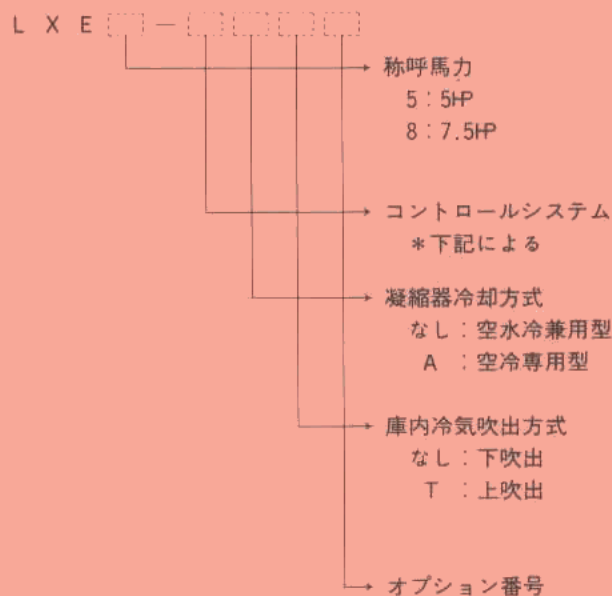 LXE □ — □ □ □ □
称呼馬力
5：5HP
8：7.5HP
コントロールシステム
＊下記による
凝縮器冷却方式
なし：空水冷兼用型
A ：空冷専用型
庫内冷気吹出方式
なし：下吹出
T ：上吹出
オプション番号